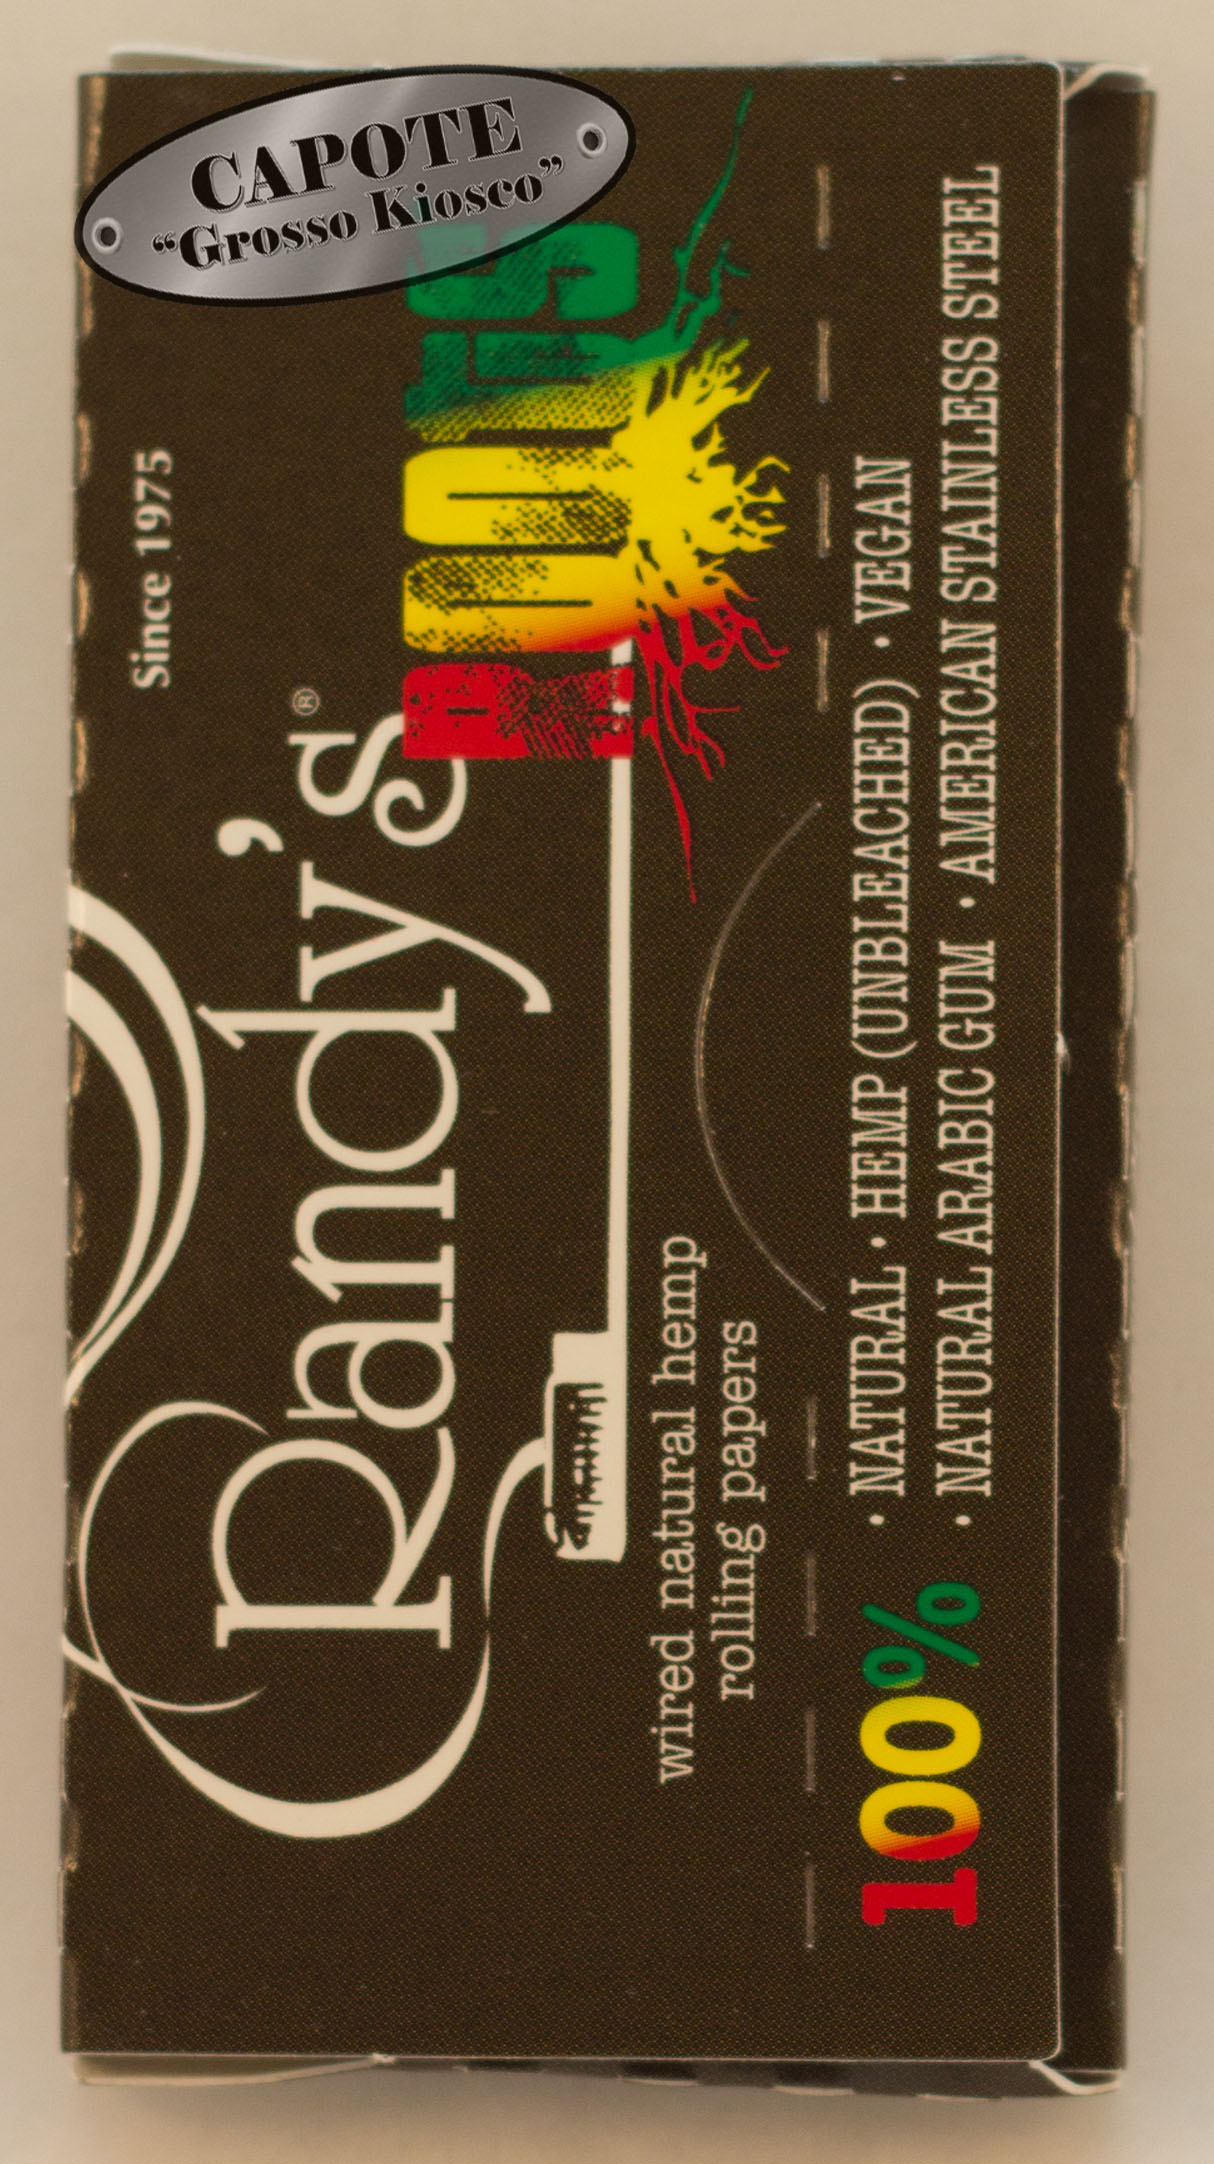 CAPOTE
“Grosso Kiosco”
Since 1975
Randy's®
ROOTS
wired natural hemp
rolling papers
100%
· NATURAL · HEMP (UNBLEACHED) · VEGAN
· NATURAL ARABIC GUM · AMERICAN STAINLESS STEEL